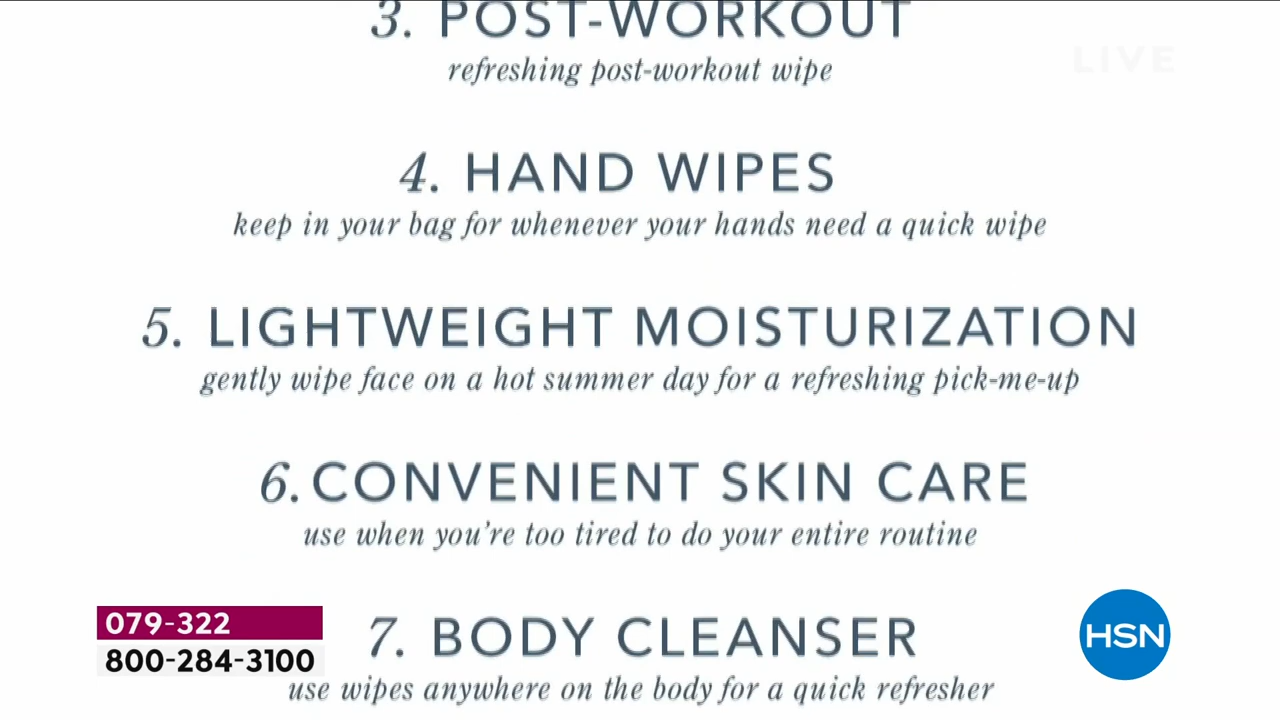 3. POST-WORKOUT
refreshing post-workout wipe
LIVE
4. HAND WIPES
keep in your bag for whenever your hands need a quick wipe
5. LIGHTWEIGHT MOISTURIZATION
gently wipe face on a hot summer day for a refreshing pick-me-up
6. CONVENIENT SKIN CARE
use when you're too tired to do your entire routine
7. BODY CLEANSER
use wipes anywhere on the body for a quick refresher
079-322
800-284-3100
HSN